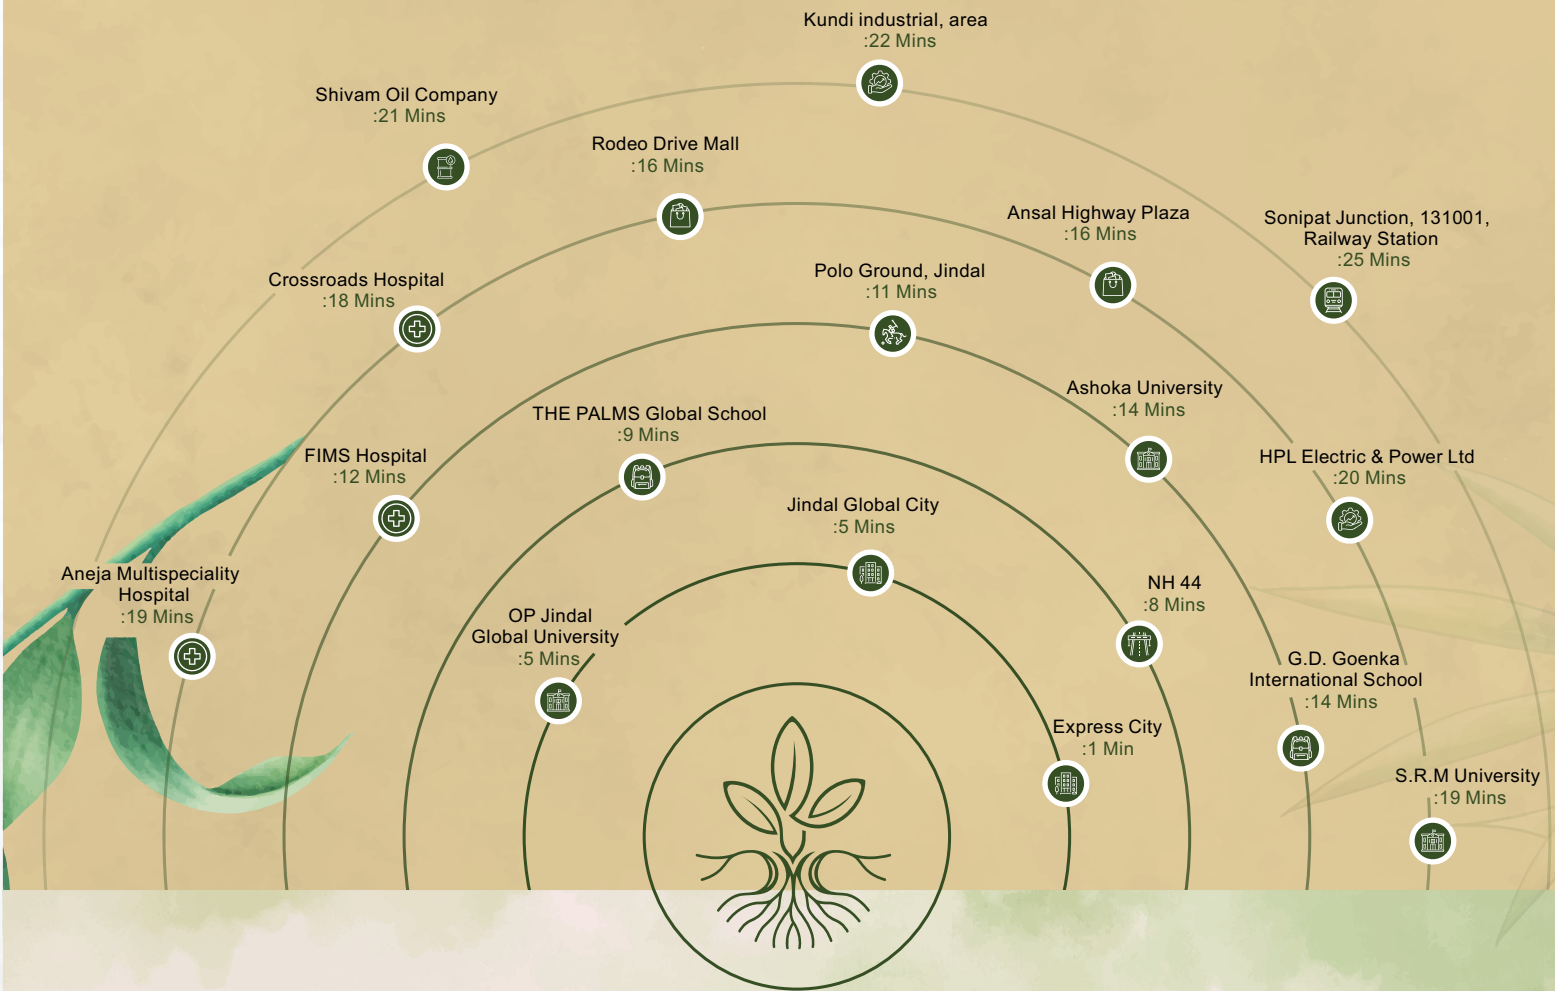 Kundi industrial, area
:22 Mins
Shivam Oil Company
:21 Mins
Rodeo Drive Mall
:16 Mins
Ansal Highway Plaza
:16 Mins
Sonipat Junction, 131001,
Railway Station
:25 Mins
Crossroads Hospital
:18 Mins
Polo Ground, Jindal
:11 Mins
Ashoka University
:14 Mins
THE PALMS Global School
:9 Mins
FIMS Hospital
:12 Mins
HPL Electric & Power Ltd
:20 Mins
Jindal Global City
:5 Mins
Aneja Multispeciality
Hospital
:19 Mins
NH 44
:8 Mins
OP Jindal
Global University
:5 Mins
G.D. Goenka
International School
:14 Mins
Express City
:1 Min
S.R.M University
:19 Mins